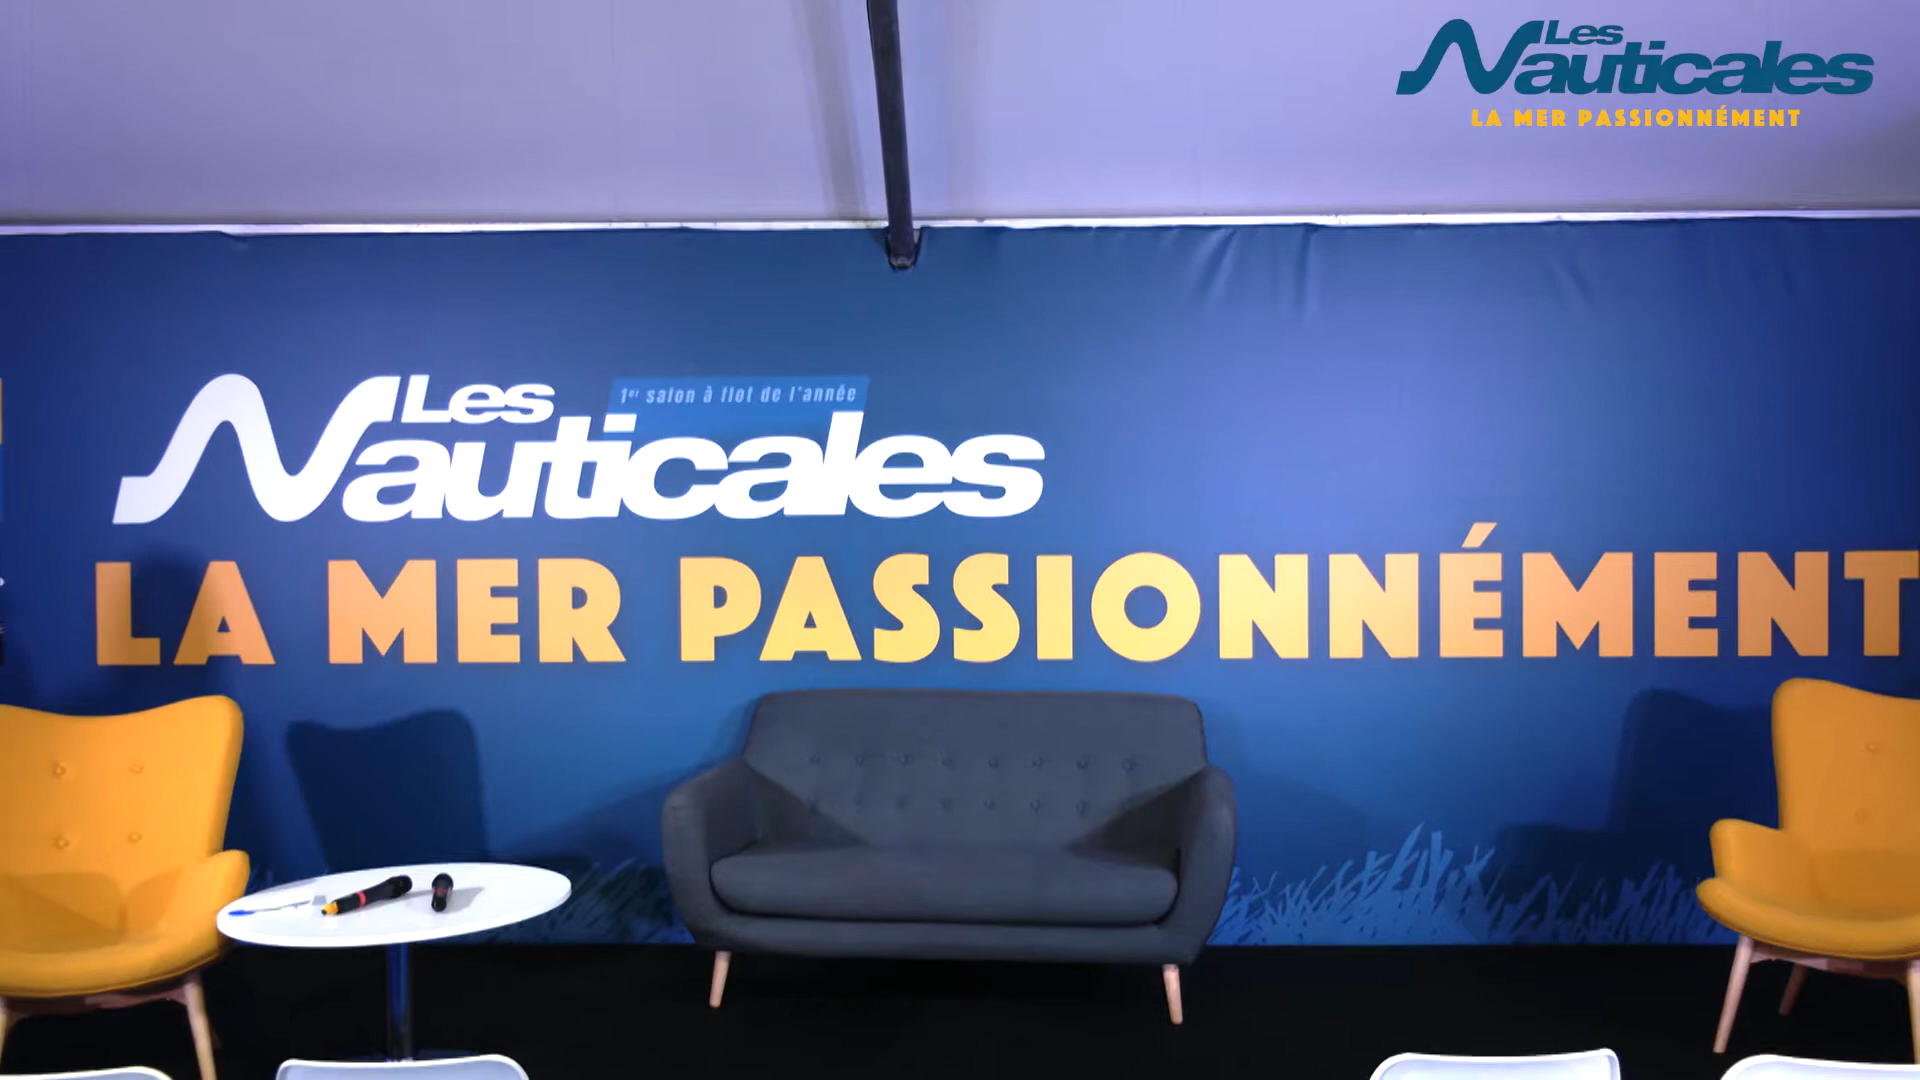 Les
Nauticales
LA MER PASSIONNÉMENT
Les
1er salon à flot de l'année
Nauticales
LA MER PASSIONNÉMENT